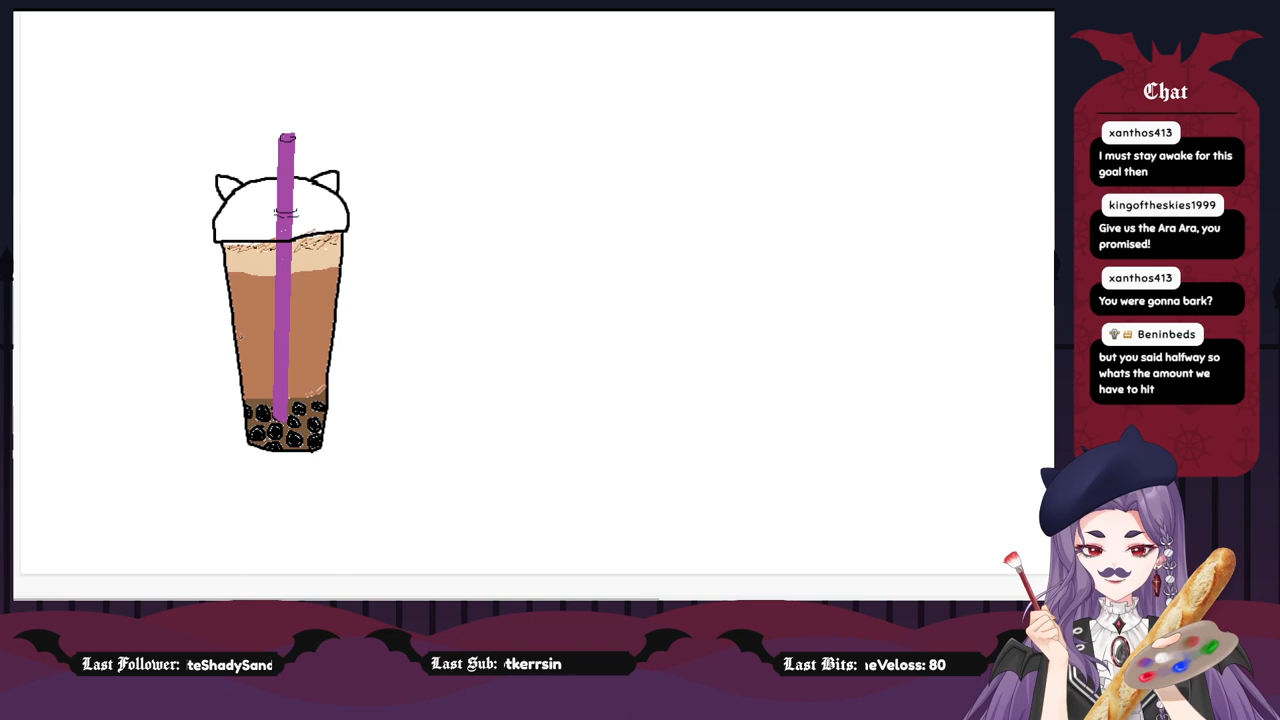 Chat
xanthos413
I must stay awake for this
goal then
kingoftheskies1999
Give us the Ara Ara, you
promised!
xanthos413
You were gonna bark?
Beninbeds
but you said halfway so
whats the amount we
have to hit
Last Follower: teShadySand
Last Sub: tkerrsin
Last Bits: eVeloss: 80